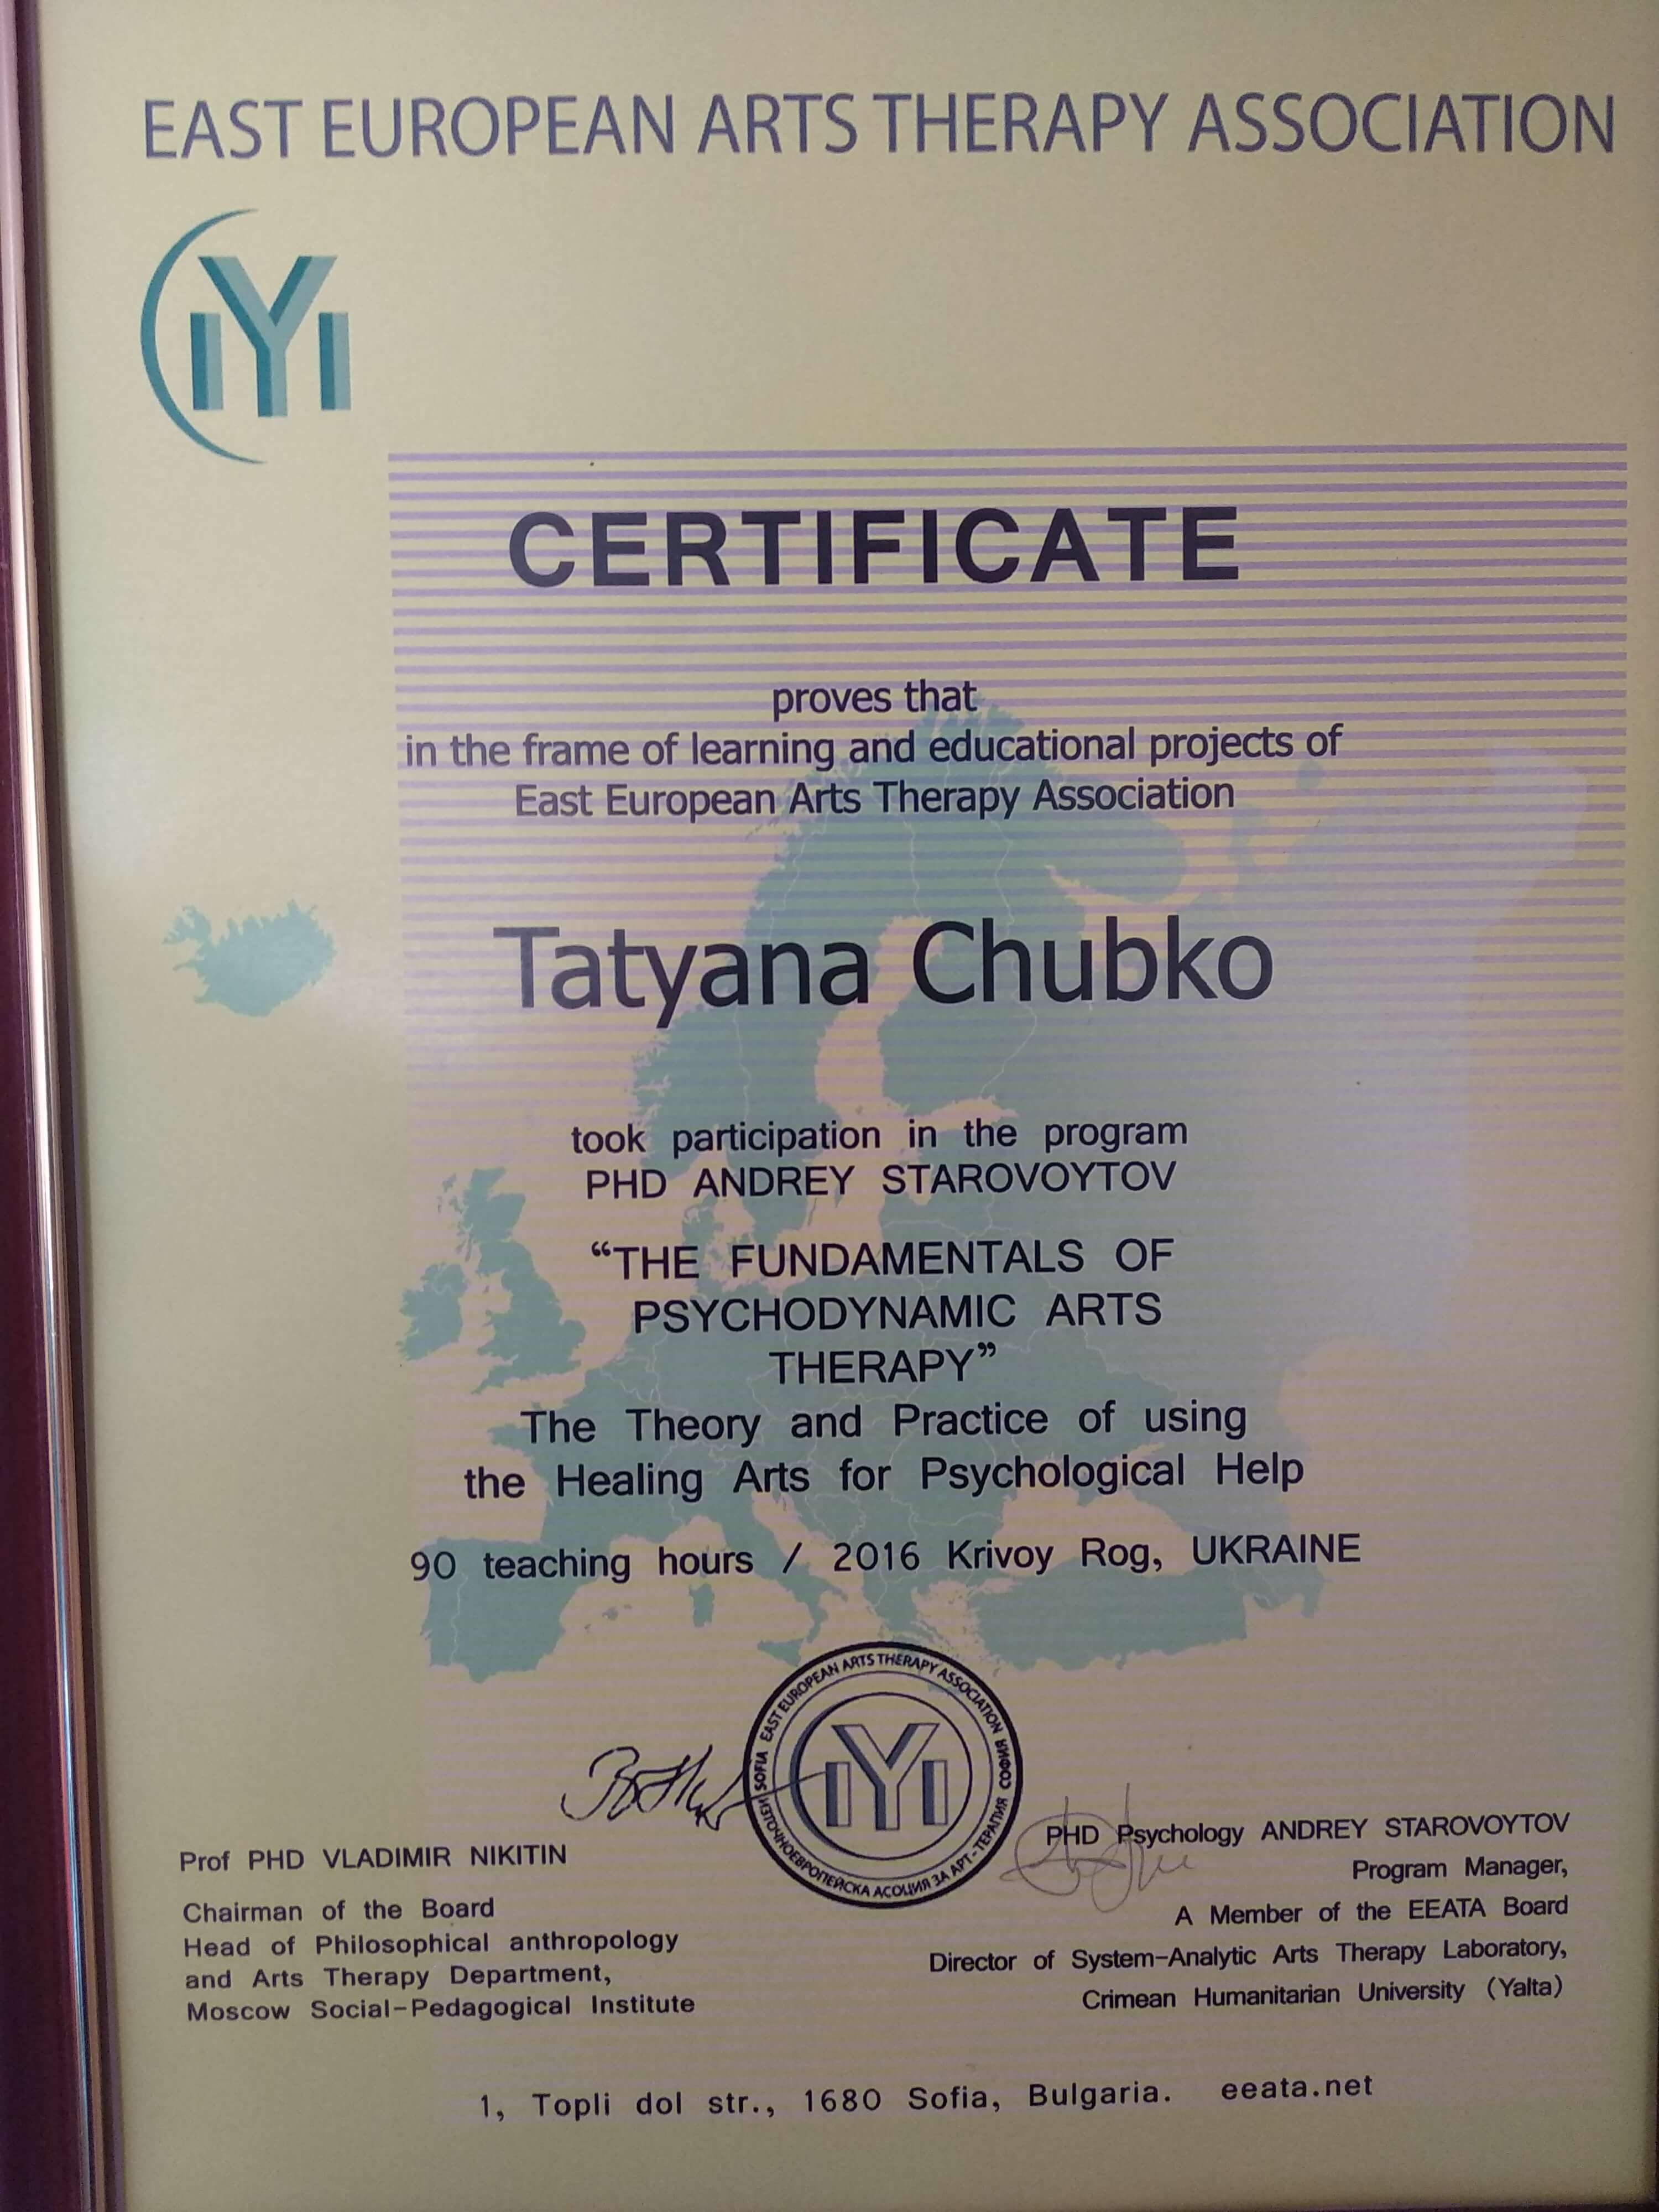 EAST EUROPEAN ARTS THERAPY ASSOCIATION
IYI
CERTIFICATE
proves that
in the frame of learning and educational projects of
East European Arts Therapy Association
Tatyana Chubko
took participation in the program
PHD ANDREY STAROVOYTOV
“THE FUNDAMENTALS OF
PSYCHODYNAMIC ARTS
THERAPY”
The Theory and Practice of using
the Healing Arts for Psychological Help
90 teaching hours / 2016 Krivoy Rog, UKRAINE
SOFIA EAST EUROPEAN ARTS THERAPY ASSOCIATION СОФИЯ
ИЗТОЧНОЕВРОПЕЙСКА АСОЦИЯ ЗА АРТ-ТЕРАПИЯ
IYI
Prof PHD VLADIMIR NIKITIN
Chairman of the Board
Head of Philosophical anthropology
and Arts Therapy Department,
Moscow Social-Pedagogical Institute
PHD Psychology ANDREY STAROVOYTOV
Program Manager,
A Member of the EEATA Board
Director of System-Analytic Arts Therapy Laboratory,
Crimean Humanitarian University (Yalta)
1, Topli dol str., 1680 Sofia, Bulgaria. eeata.net